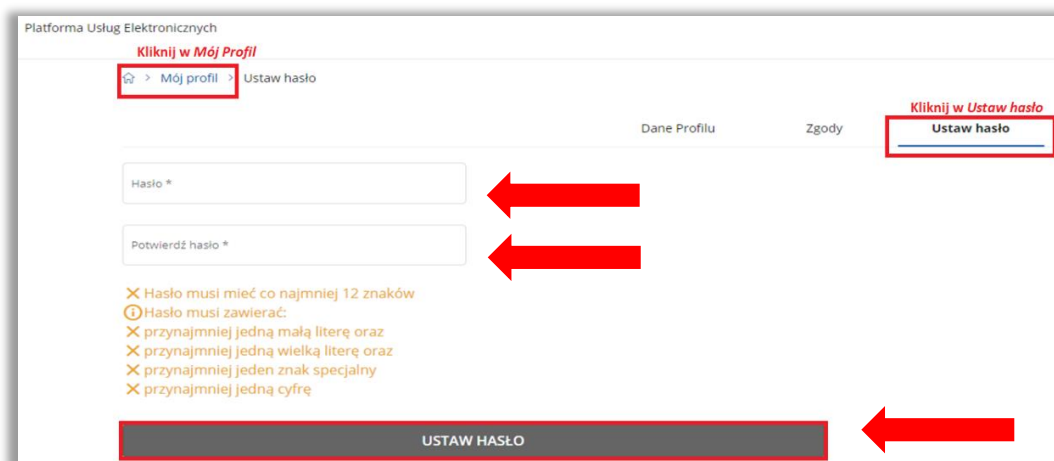 Platforma Usług Elektronicznych
Kliknij w Mój Profil
> Mój profil > Ustaw hasło
Kliknij w Ustaw hasło
Dane Profilu Zgody Ustaw hasło
Hasło *
Potwierdź hasło *
Hasło musi mieć co najmniej 12 znaków
Hasło musi zawierać:
przynajmniej jedną małą literę oraz
przynajmniej jedną wielką literę oraz
przynajmniej jeden znak specjalny
przynajmniej jedną cyfrę
USTAW HASŁO